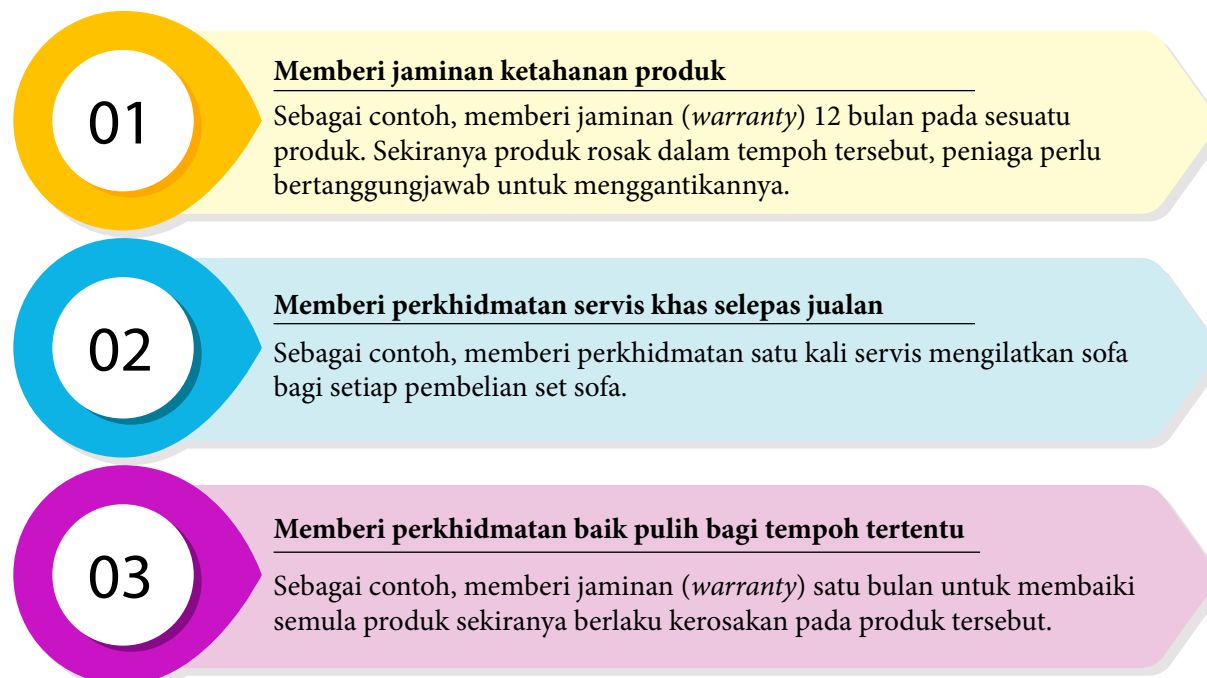 01
Memberi jaminan ketahanan produk
Sebagai contoh, memberi jaminan (warranty) 12 bulan pada sesuatu
produk. Sekiranya produk rosak dalam tempoh tersebut, peniaga perlu
bertanggungjawab untuk menggantikannya.
02
Memberi perkhidmatan servis khas selepas jualan
Sebagai contoh, memberi perkhidmatan satu kali servis mengilatkan sofa
bagi setiap pembelian set sofa.
03
Memberi perkhidmatan baik pulih bagi tempoh tertentu
Sebagai contoh, memberi jaminan (warranty) satu bulan untuk membaiki
semula produk sekiranya berlaku kerosakan pada produk tersebut.